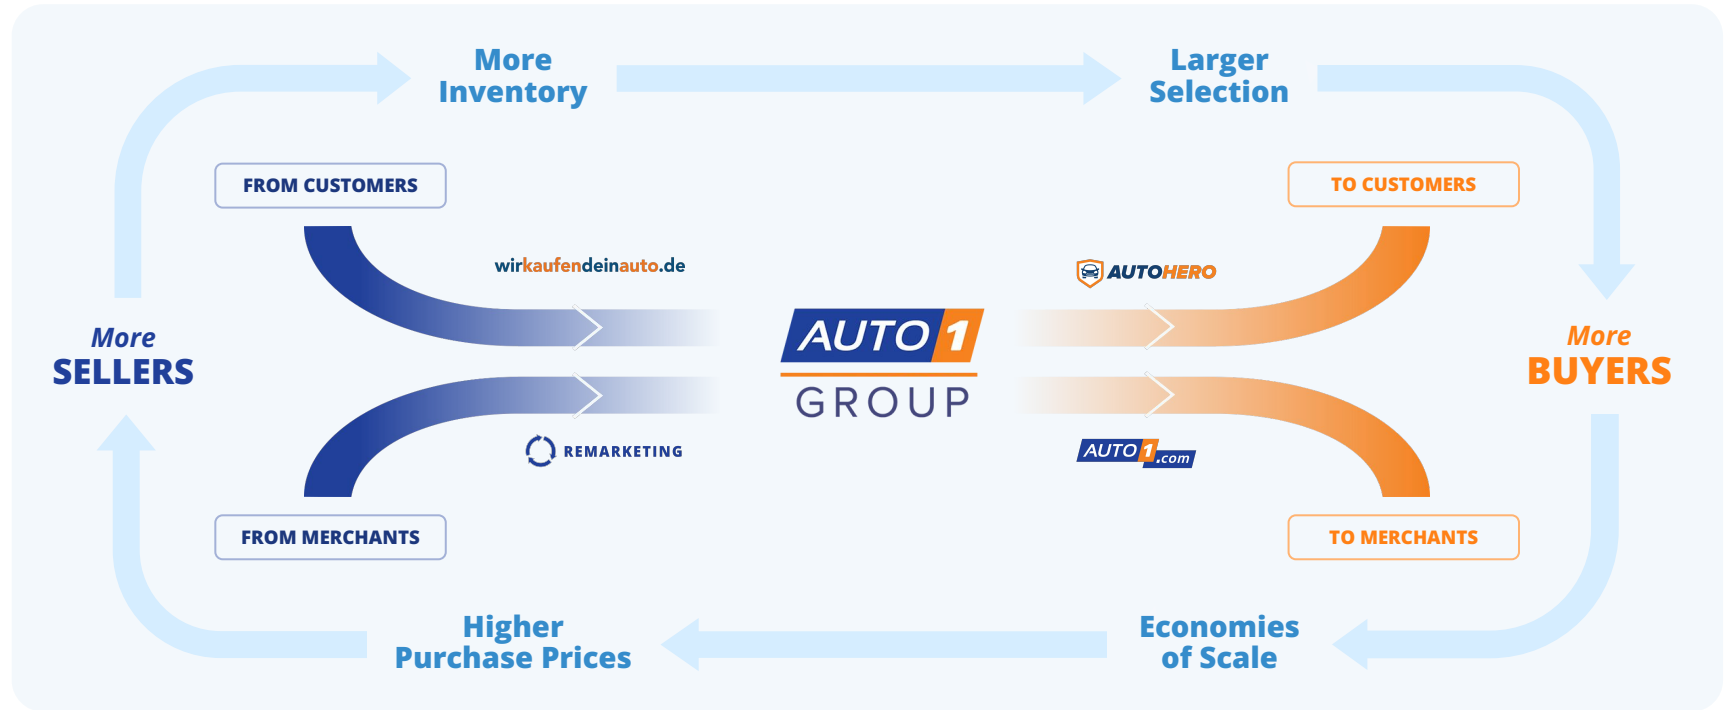 More
Inventory
Larger
Selection
FROM CUSTOMERS
TO CUSTOMERS
wirkaufendeinauto.de
AUTOHERO
More
SELLERS
AUTO1
GROUP
More
BUYERS
REMARKETING
AUTO1.com
FROM MERCHANTS
TO MERCHANTS
Higher
Purchase Prices
Economies
of Scale